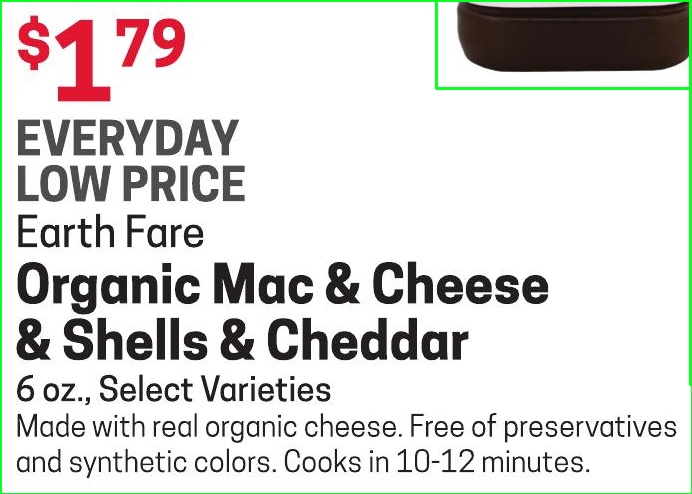 $1.79
EVERYDAY
LOW PRICE
Earth Fare
Organic Mac & Cheese
& Shells & Cheddar
6 oz., Select Varieties
Made with real organic cheese. Free of preservatives
and synthetic colors. Cooks in 10-12 minutes.